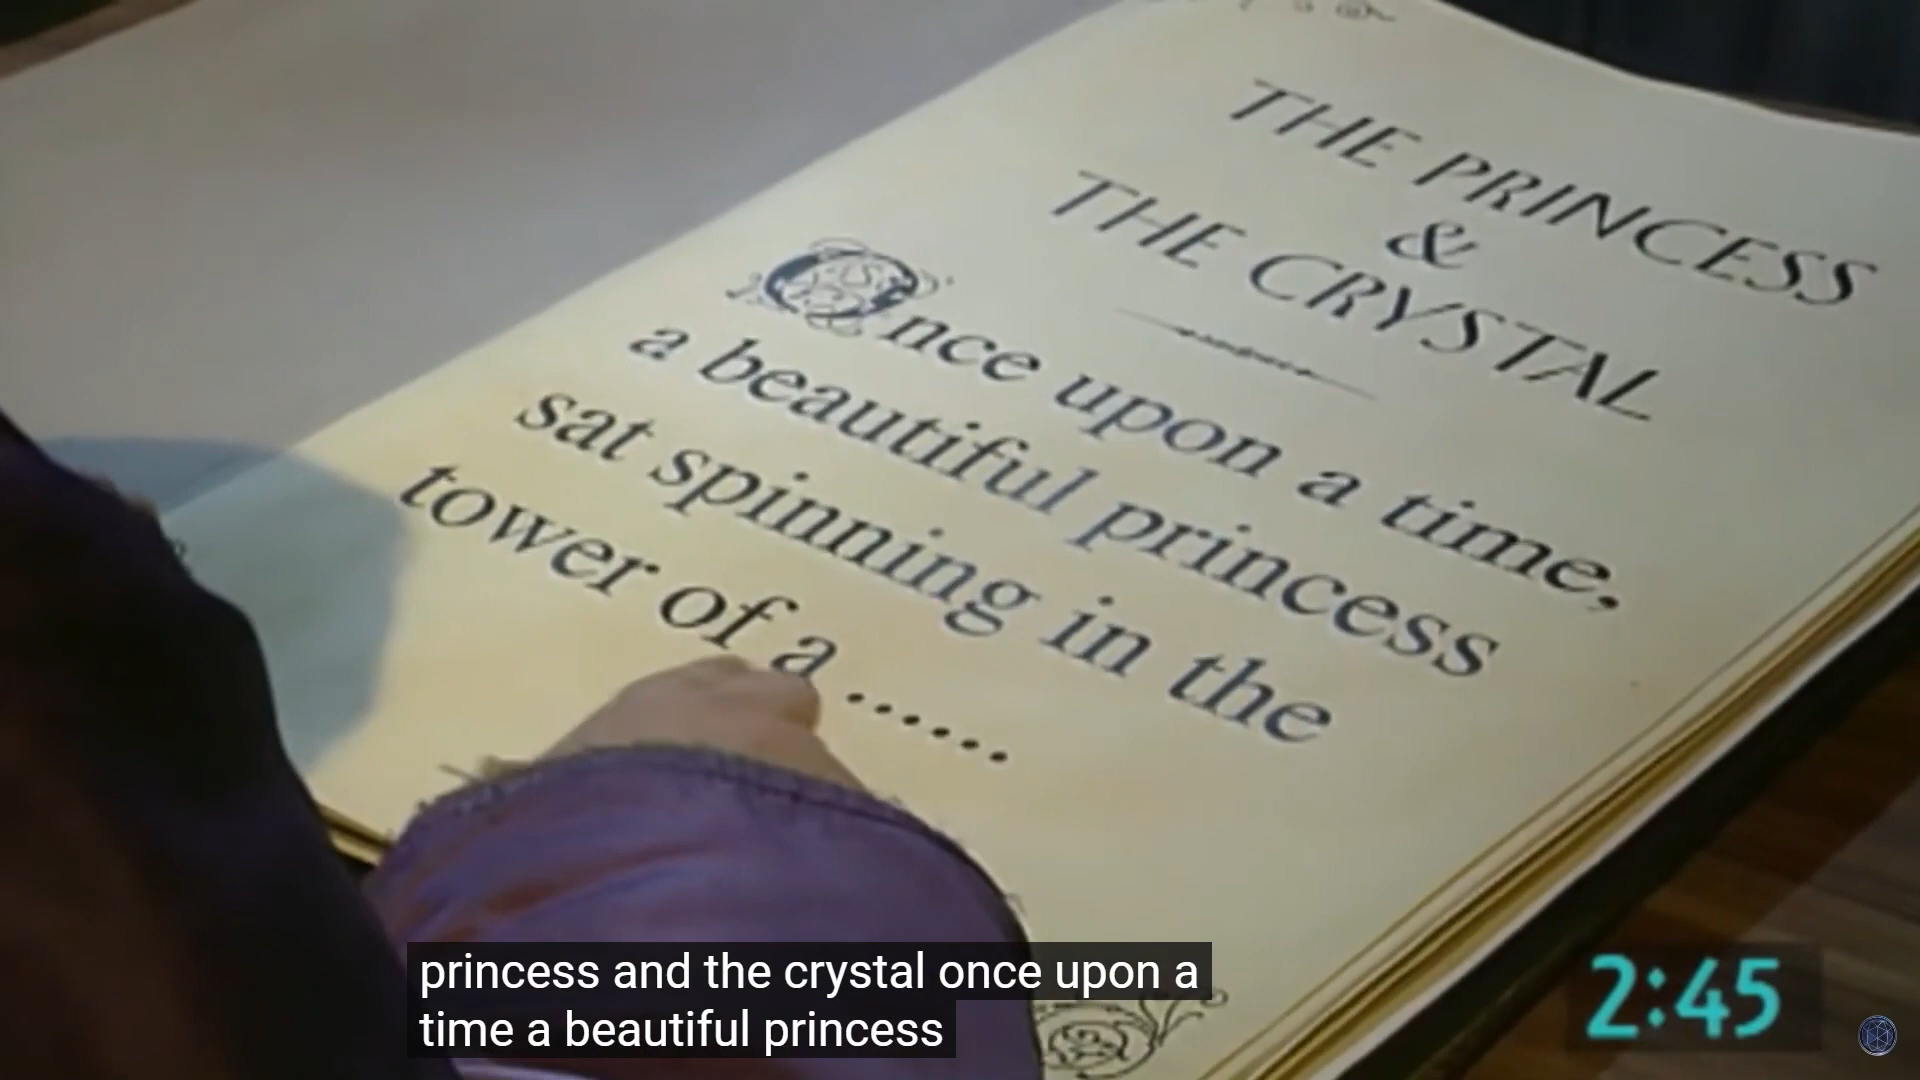 THE PRINCESS
&
THE CRYSTAL
Once upon a time,
a beautiful princess
sat spinning in the
tower of a ......
princess and the crystal once upon a
time a beautiful princess
2:45